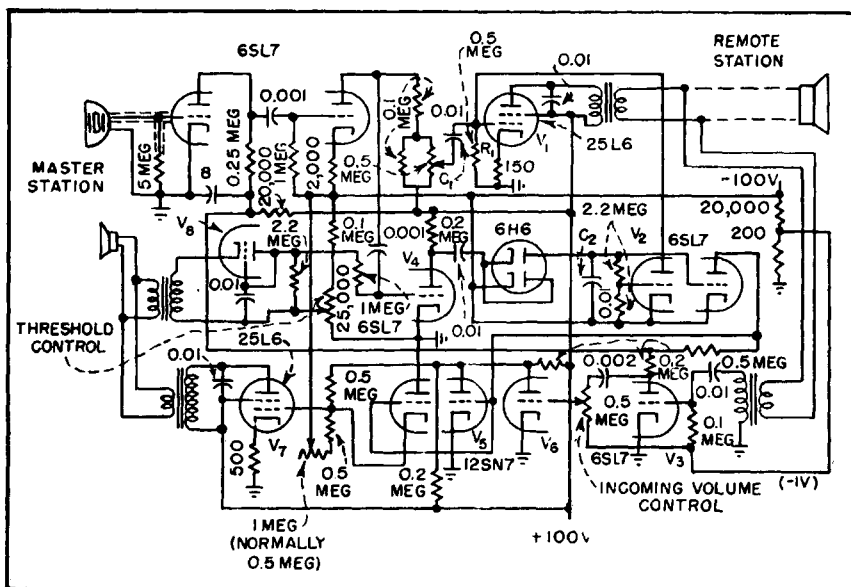 6SL7
0.5
MEG
REMOTE
STATION
0.01
0.001
0.1
MEG
0.01
MASTER
STATION
5 MEG
8
0.25 MEG
20,000
1 MEG
2,000
0.5
MEG
C1
R1
150
V1
25L6
-100V
20,000
200
V8
2.2
MEG
0.1
MEG
0.001
0.2
MEG
6H6
2.2MEG
C2
V2
6SL7
0.01
25,000
1 MEG
6SL7
V4
0.01
0.1
THRESHOLD
CONTROL
25L6
0.01
0.5
MEG
0.002
0.2
MEG
0.5MEG
0.01
V7
500
0.5
MEG
0.2
MEG
V5
12SN7
V6
0.5
MEG
6SL7
V3
0.1
MEG
(-1V)
INCOMING VOLUME
CONTROL
1 MEG
(NORMALLY
0.5 MEG)
+100V